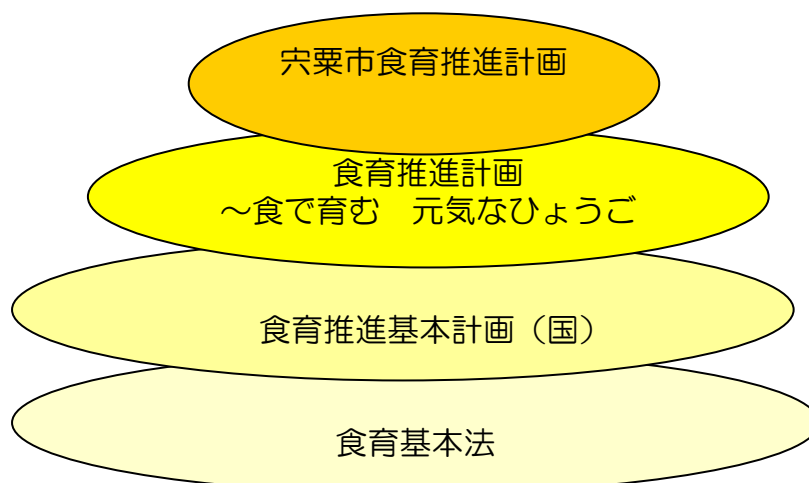 宍粟市食育推進計画
食育推進計画
～食で育む　元気なひょうご
食育推進基本計画（国）
食育基本法